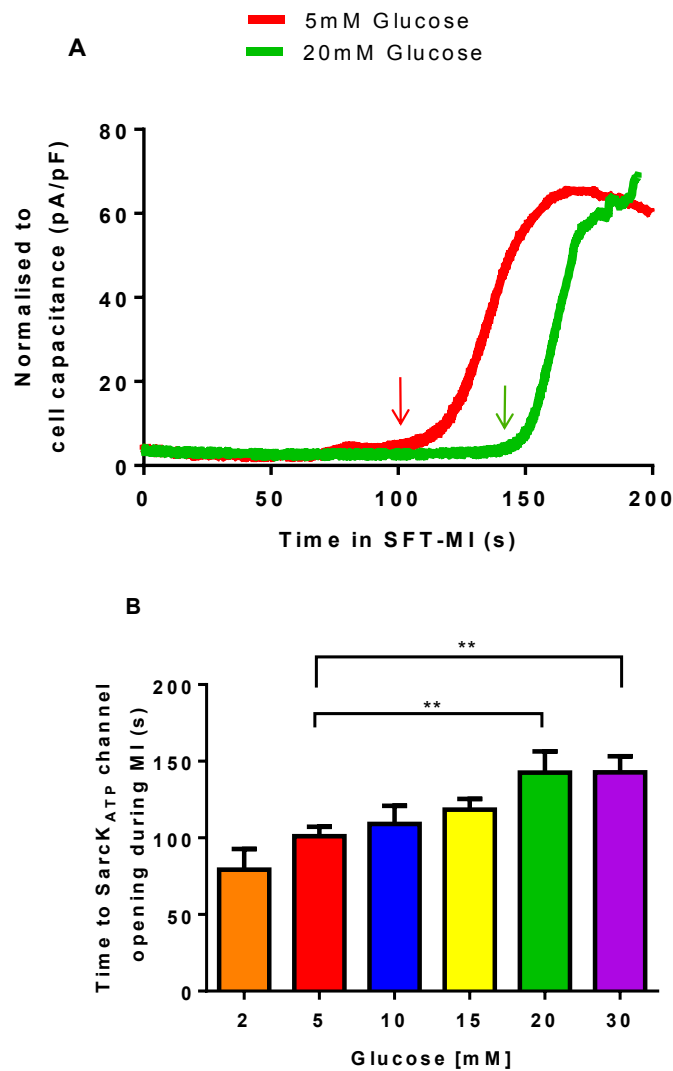 5mM Glucose
20mM Glucose
A
80
60
40
20
0
Normalised to
cell capacitance (pA/pF)
0 50 100 150 200
Time in SFT-MI (s)
B
**
**
200
150
100
50
0
Time to SarcKATP channel
opening during MI (s)
2 5 10 15 20 30
Glucose [mM]